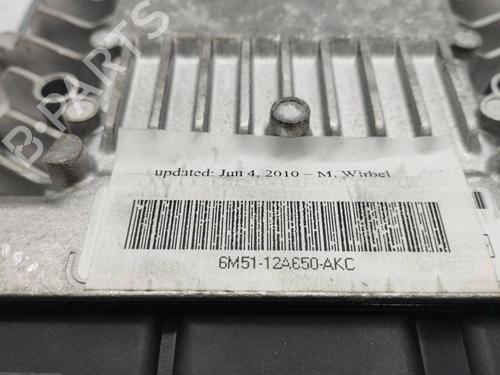 B-PARTS
updated: Jun 4, 2010 – M. Wirbel
6M51-12A650-AKC